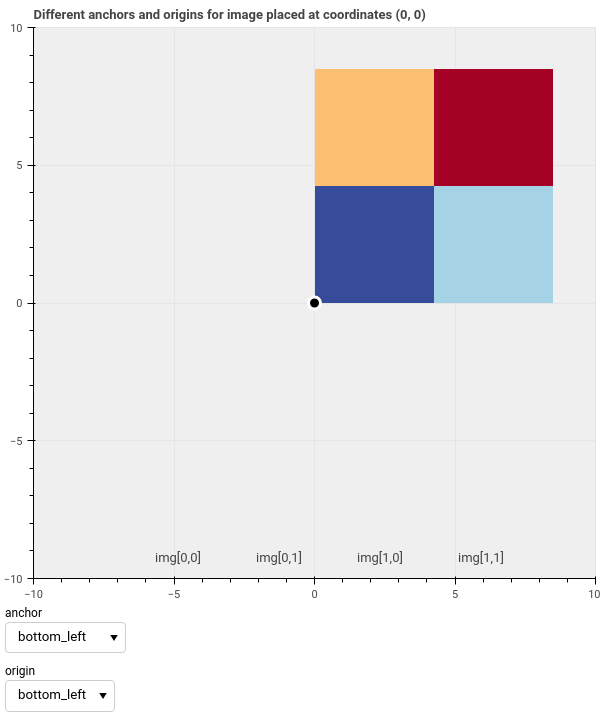 Different anchors and origins for image placed at coordinates (0, 0)
10
5
0
−5
−10
img[0,0] img[0,1] img[1,0] img[1,1]
−10 −5 0 5 10
anchor
bottom_left
origin
bottom_left